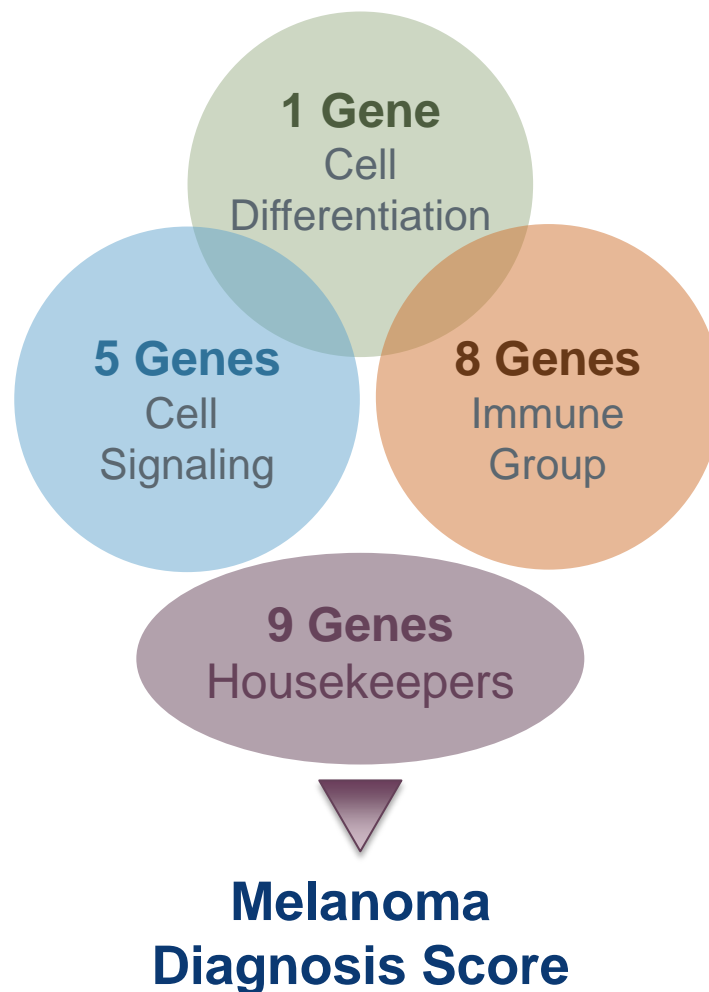 1 Gene
Cell
Differentiation
5 Genes
Cell
Signaling
8 Genes
Immune
Group
9 Genes
Housekeepers
Melanoma
Diagnosis Score